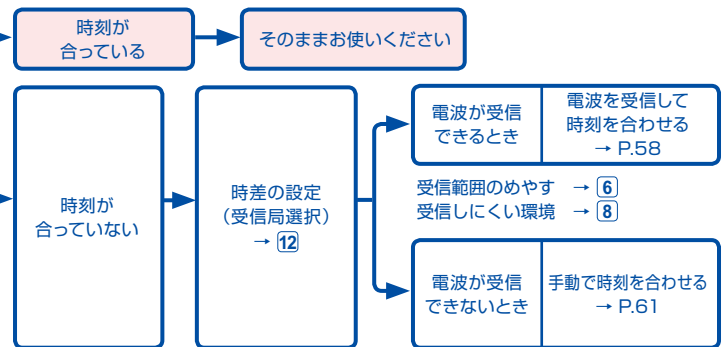 時刻が
合っている
そのままお使いください
時刻が
合っていない
時差の設定
（受信局選択）
→ 12
電波が受信
できるとき
電波を受信して
時刻を合わせる
→ P.58
受信範囲のめやす → 6
受信しにくい環境 → 8
電波が受信
できないとき
手動で時刻を合わせる
→ P.61